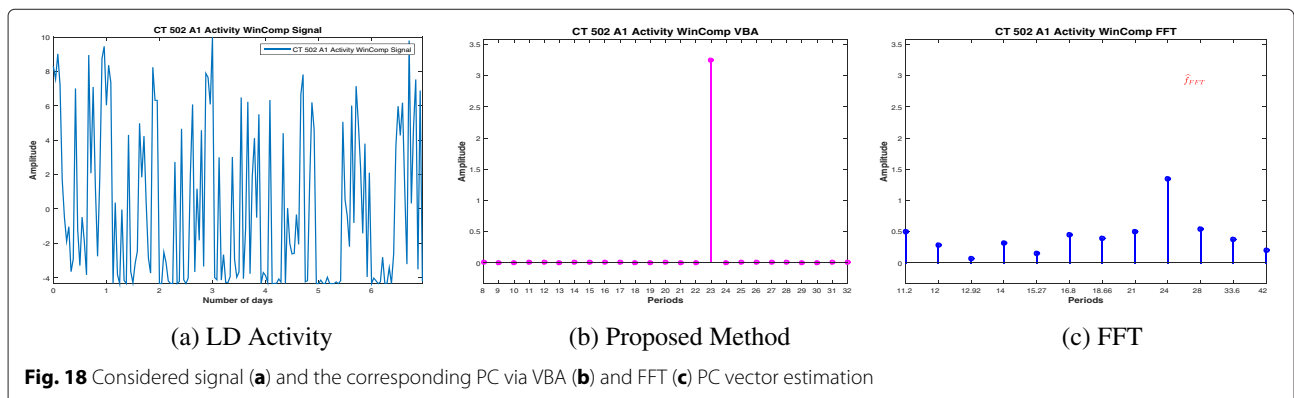 CT 502 A1 Activity WinComp Signal
CT 502 A1 Activity WinComp Signal
Amplitude
10
8
6
4
2
0
-2
-4
0 1 2 3 4 5 6
Number of days
(a) LD Activity
CT 502 A1 Activity WinComp VBA
Amplitude
3.5
3
2.5
2
1.5
1
0.5
0
8 9 10 11 12 13 14 15 16 17 18 19 20 21 22 23 24 25 26 27 28 29 30 31 32
Periods
(b) Proposed Method
CT 502 A1 Activity WinComp FFT
f̂_FFT
Amplitude
3.5
3
2.5
2
1.5
1
0.5
0
11.2 12 12.92 14 15.27 16.8 18.66 21 24 28 33.6 42
Periods
(c) FFT
Fig. 18 Considered signal (a) and the corresponding PC via VBA (b) and FFT (c) PC vector estimation